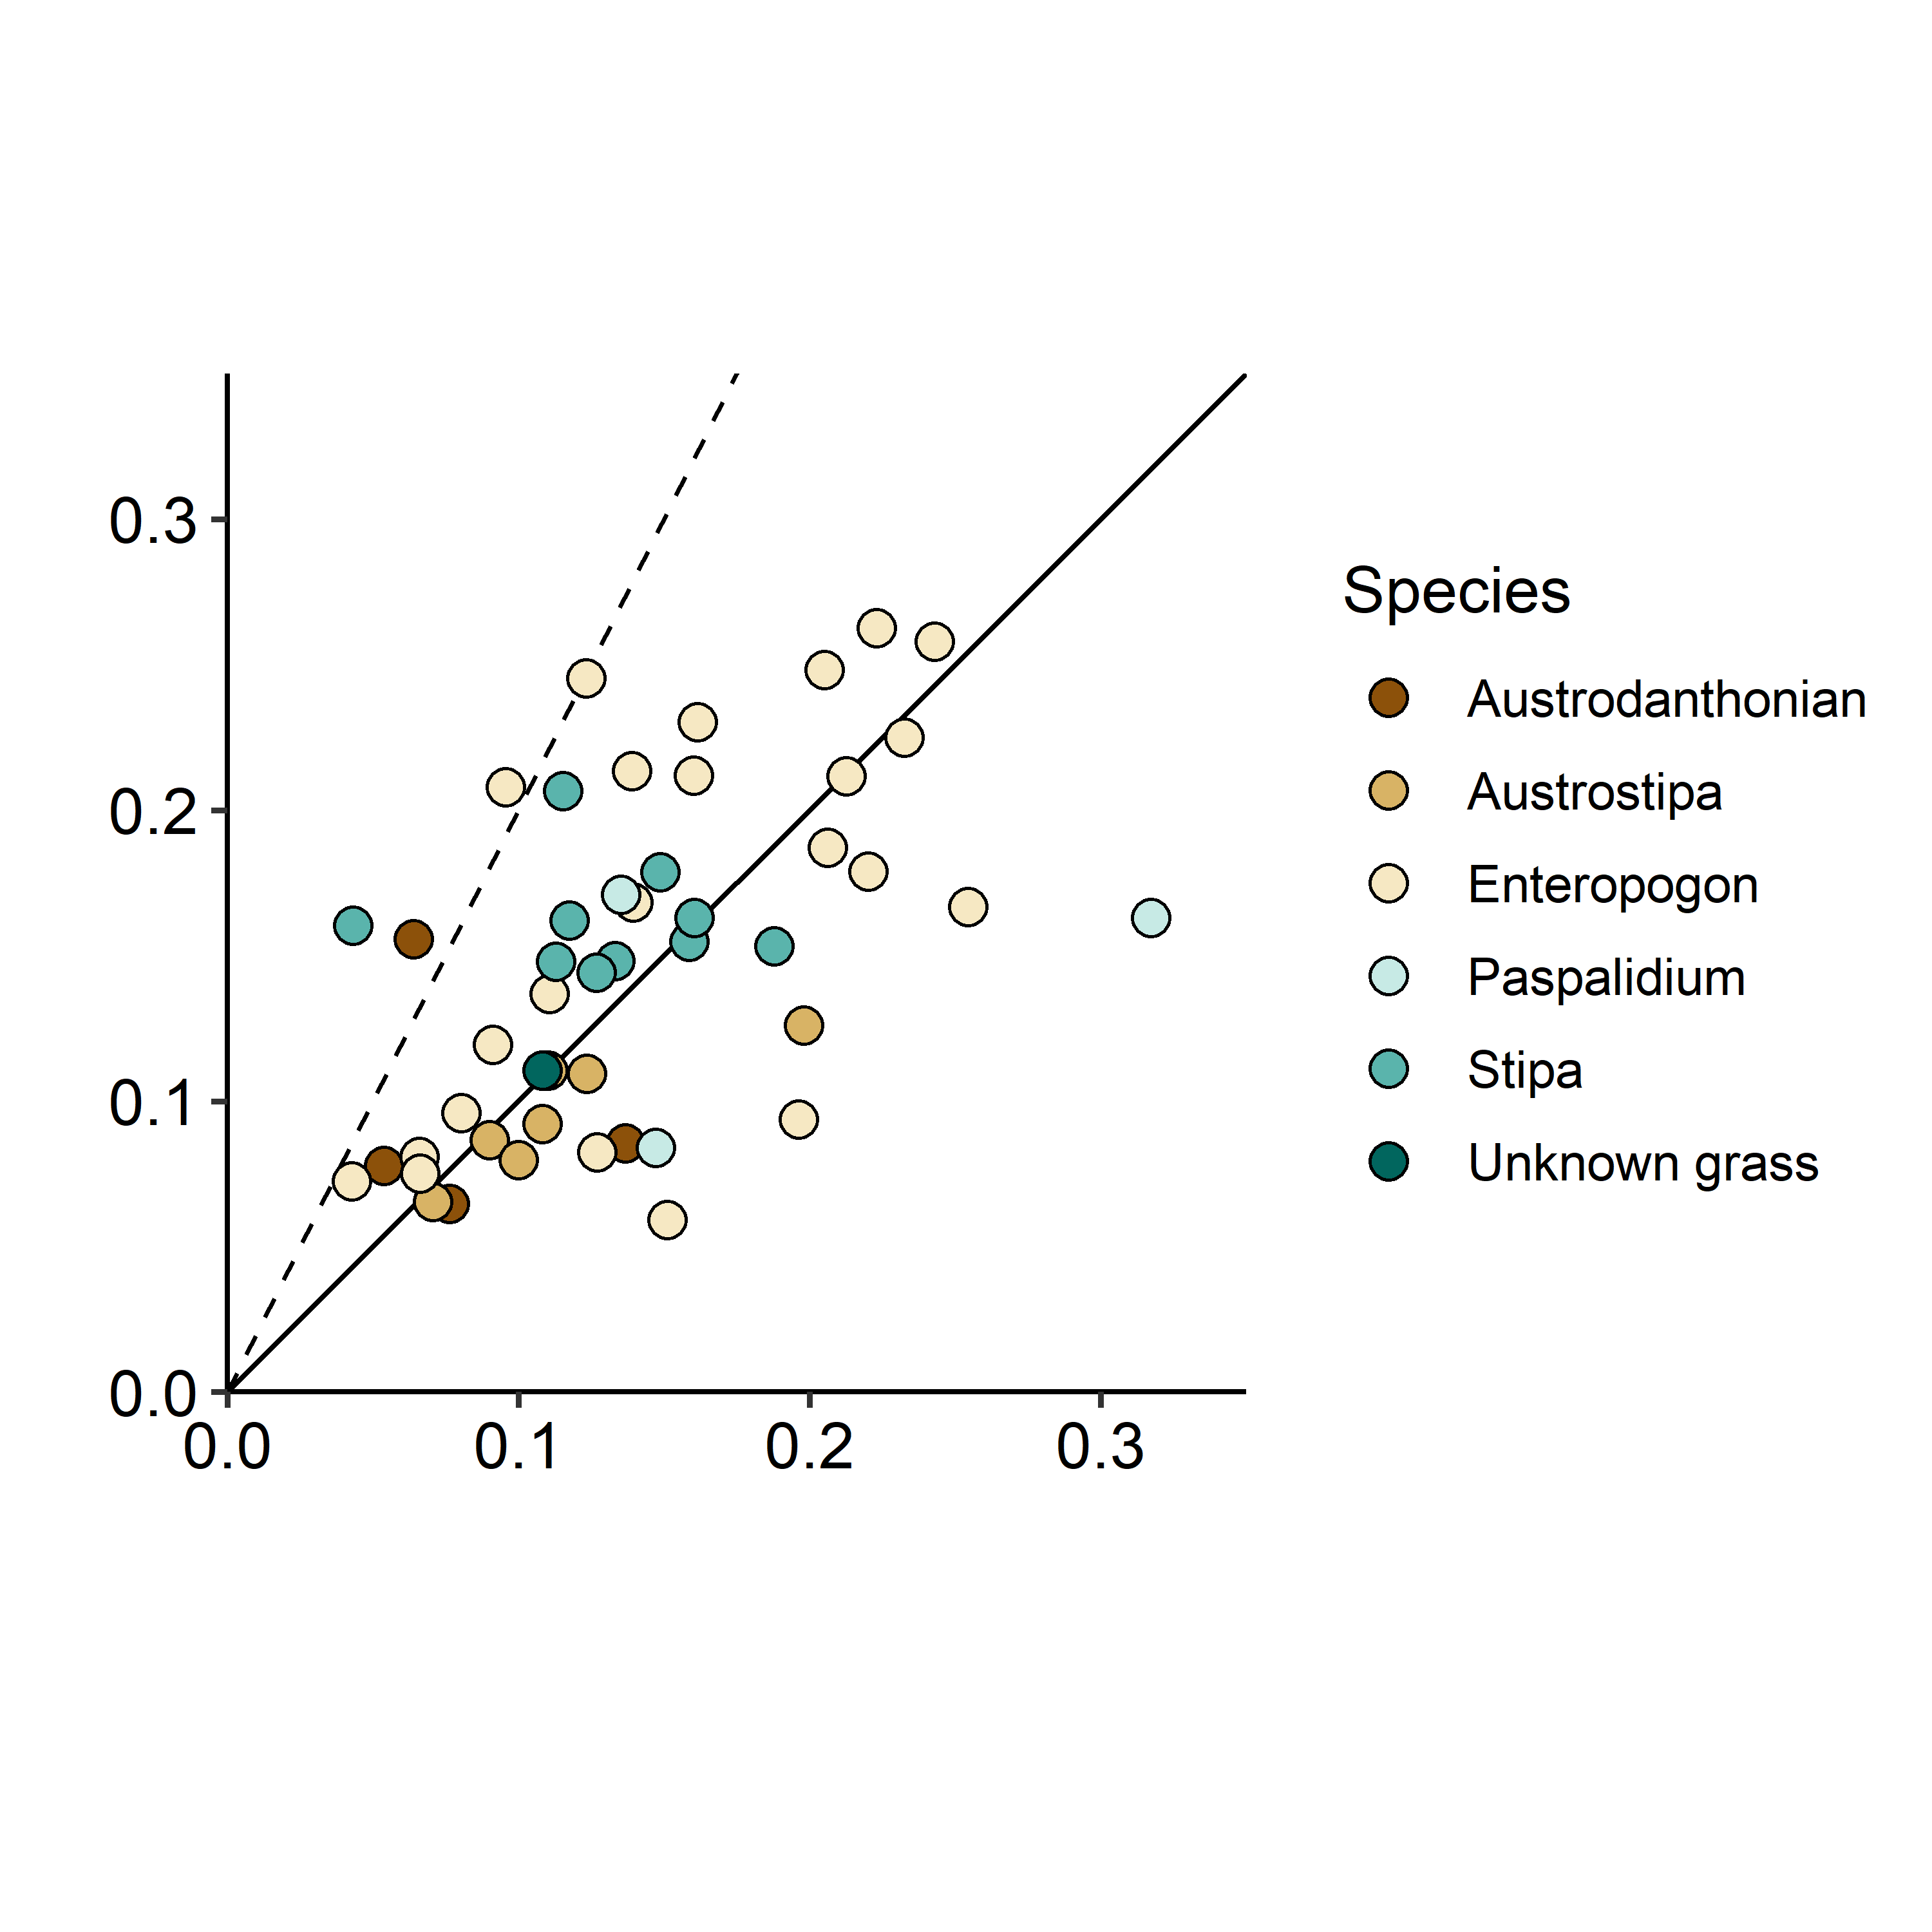 0.3
0.2
0.1
0.0
0.0 0.1 0.2 0.3
Species
Austrodanthonian
Austrostipa
Enteropogon
Paspalidium
Stipa
Unknown grass